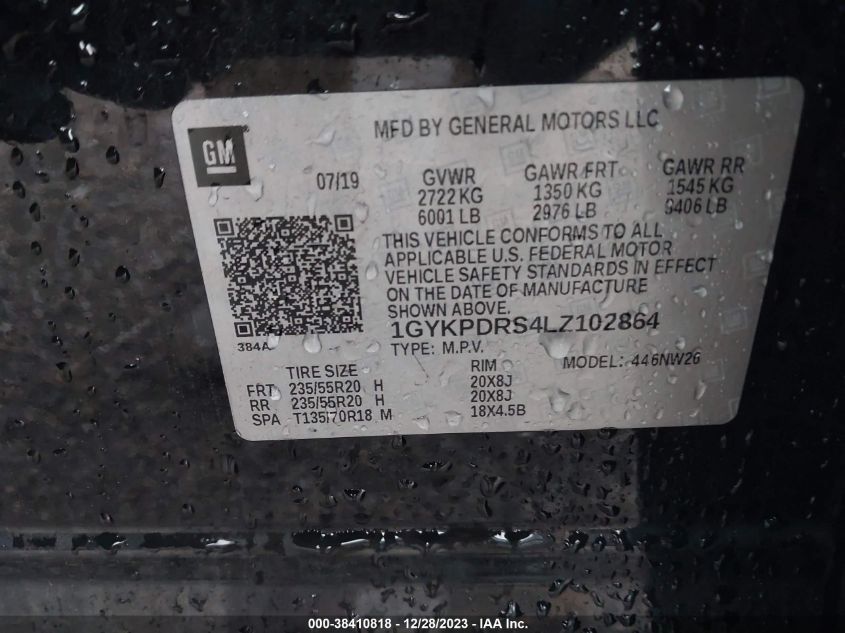 MFD BY GENERAL MOTORS LLC
GM
07/19
GVWR GAWR FRT GAWR RR
2722 KG 1350 KG 1545 KG
6001 LB 2976 LB 3406 LB
THIS VEHICLE CONFORMS TO ALL
APPLICABLE U.S. FEDERAL MOTOR
VEHICLE SAFETY STANDARDS IN EFFECT
ON THE DATE OF MANUFACTURE
SHOWN ABOVE.
1GYKPDRS4LZ102864
384A
TYPE: M.P.V. MODEL: 446NW26
TIRE SIZE RIM
FRT 235/55R20 H 20X8J
RR 235/55R20 H 20X8J
SPA T135/70R18 M 18X4.5B
000-38410818 - 12/28/2023 - IAA Inc.